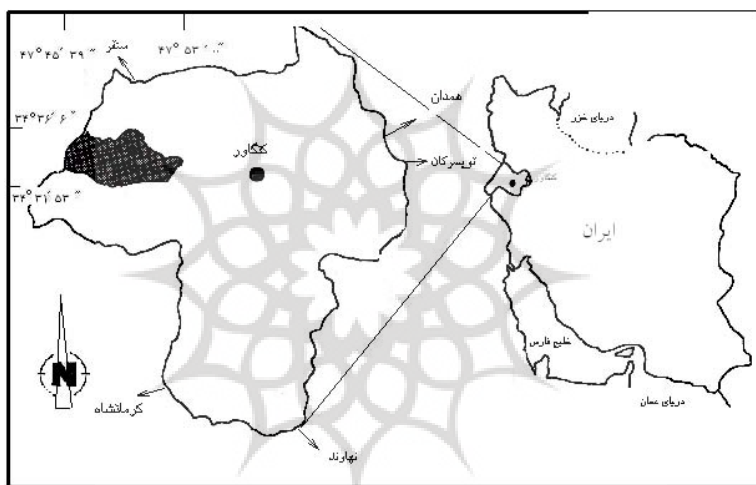 ۴۷° ۴۵′ ۳۹″
۴۷° ۵۳′ ..″
سنقر
۳۴° ۳۶′ ۶″
۳۴° ۳۱′ ۵۳″
همدان
تویسرکان
کنگاور
کرمانشاه
نهاوند
N
دریای خزر
کنگاور
ایران
خلیج فارس
دریای عمان